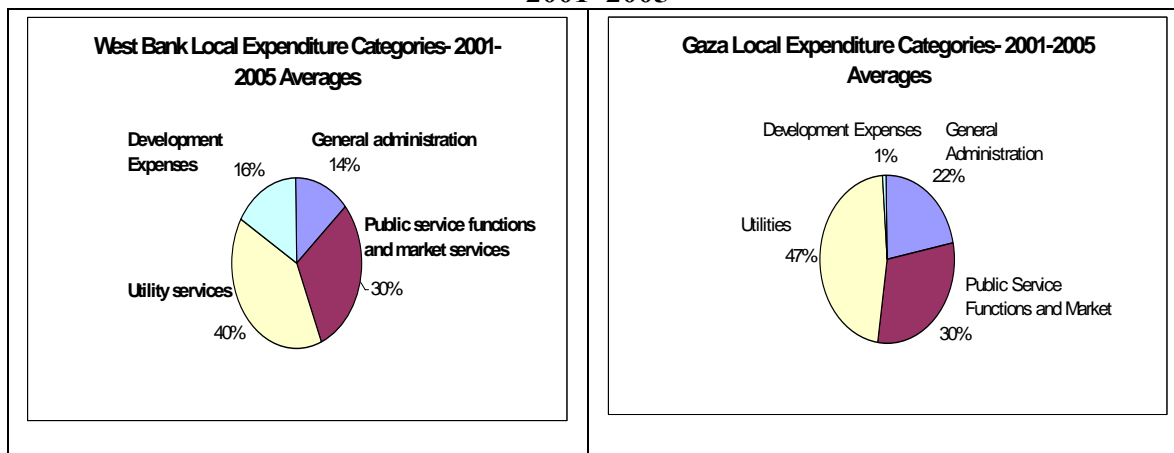 2001-2005
West Bank Local Expenditure Categories- 2001-
2005 Averages
Development
Expenses
16%
General administration
14%
Public service functions
and market services
30%
Utility services
40%
Gaza Local Expenditure Categories- 2001-2005
Averages
Development Expenses
1%
General
Administration
22%
Utilities
47%
Public Service
Functions and Market
30%